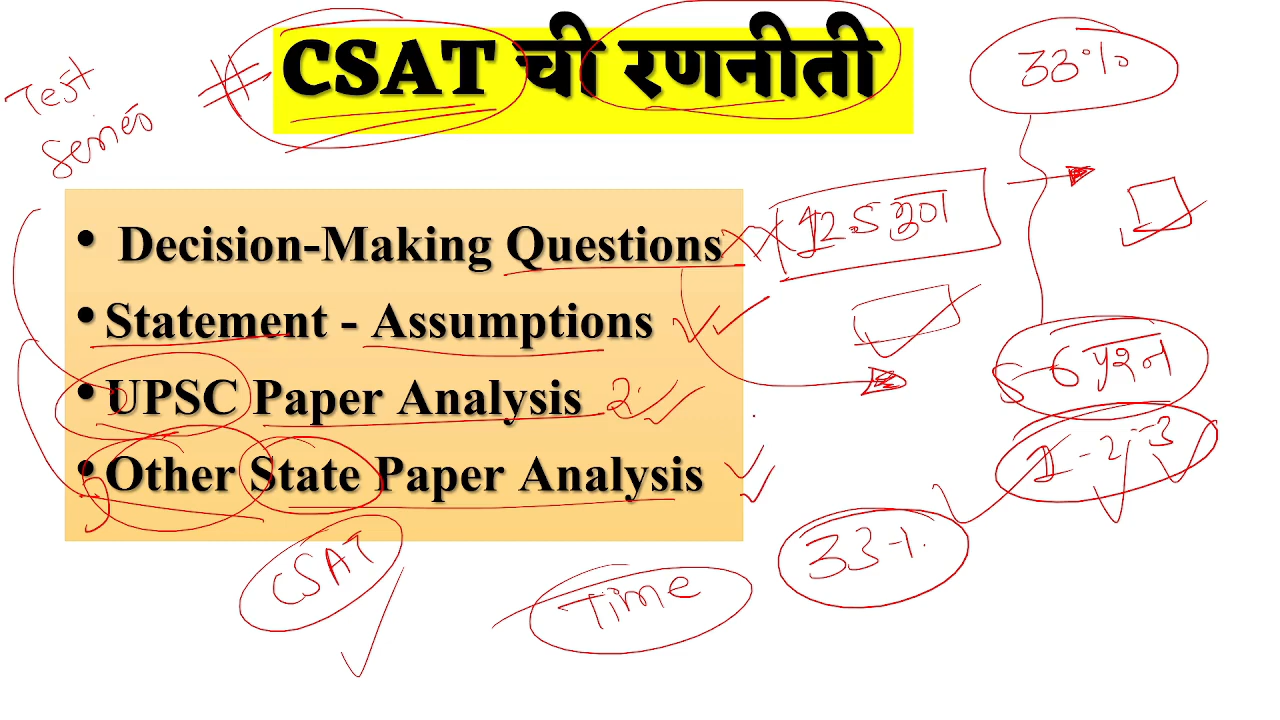 CSAT ची रणनीती
33%
Test
Series
• Decision-Making Questions
12.5 गुण
• Statement - Assumptions
• UPSC Paper Analysis
5-6 प्रश्न
• Other State Paper Analysis
1-2-3
CSAT
Time
33%